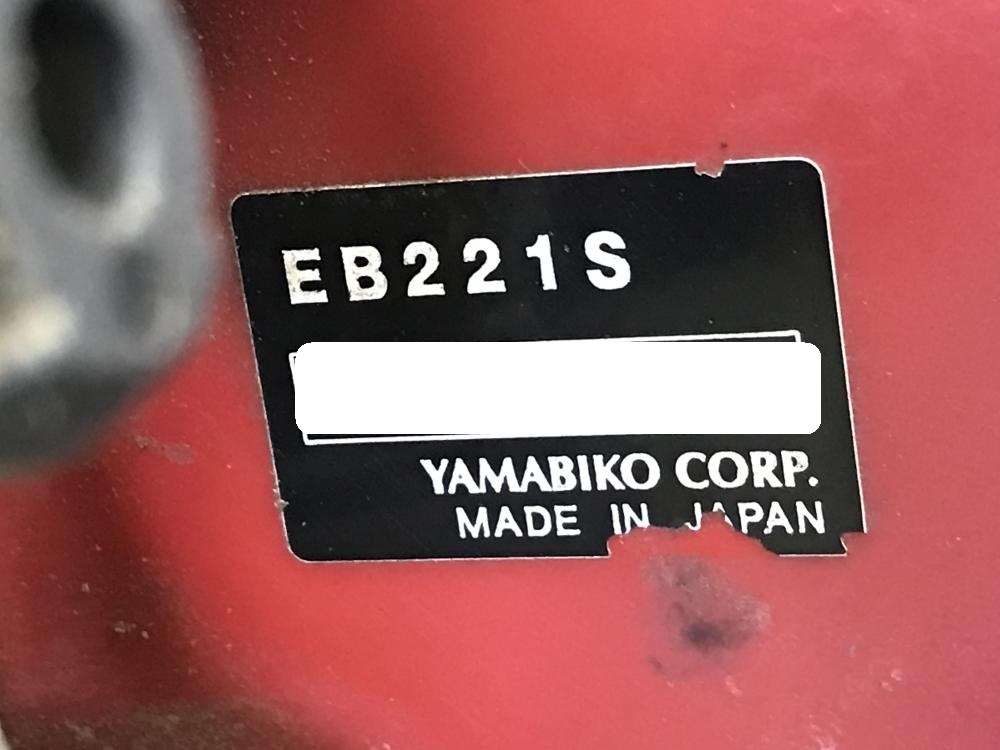 EB221S
YAMABIKO CORP.
MADE IN JAPAN